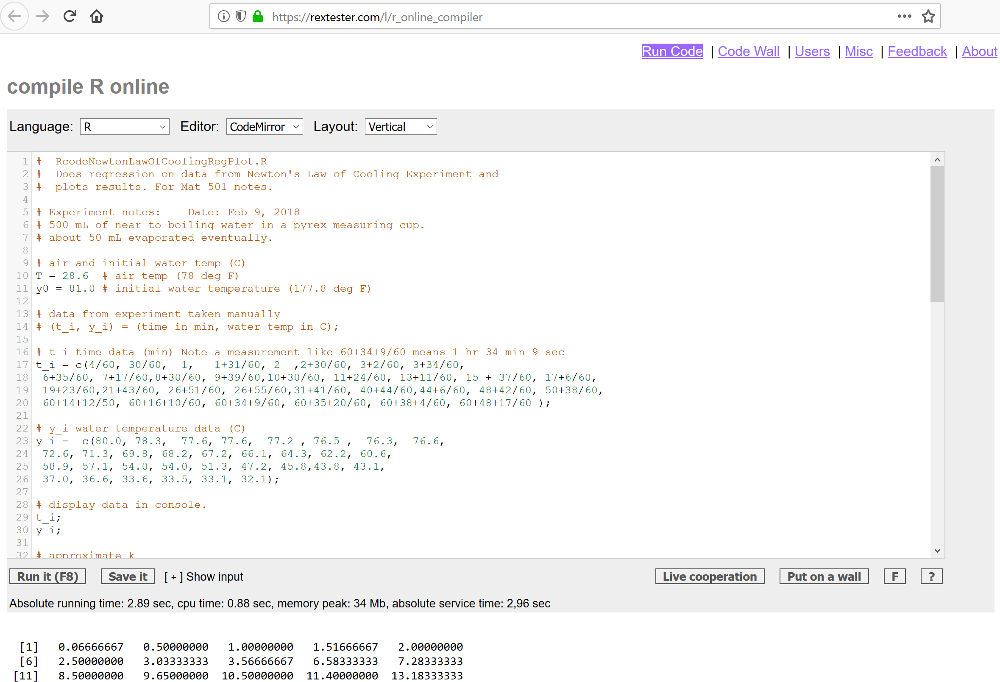 https://rextester.com/l/r_online_compiler
Run Code | Code Wall | Users | Misc | Feedback | About
compile R online
Language: R Editor: CodeMirror Layout: Vertical
1 #  RcodeNewtonLawOfCoolingRegPlot.R
2 #  Does regression on data from Newton's Law of Cooling Experiment and
3 #  plots results. For Mat 501 notes.
4
5 # Experiment notes:    Date: Feb 9, 2018
6 # 500 mL of near to boiling water in a pyrex measuring cup.
7 # about 50 mL evaporated eventually.
8
9 # air and initial water temp (C)
10 T = 28.6  # air temp (78 deg F)
11 y0 = 81.0 # initial water temperature (177.8 deg F)
12
13 # data from experiment taken manually
14 # (t_i, y_i) = (time in min, water temp in C);
15
16 # t_i time data (min) Note a measurement like 60+34+9/60 means 1 hr 34 min 9 sec
17 t_i = c(4/60, 30/60,  1,   1+31/60, 2  ,2+30/60, 3+2/60, 3+34/60,
18  6+35/60, 7+17/60,8+30/60, 9+39/60,10+30/60, 11+24/60, 13+11/60, 15 + 37/60, 17+6/60,
19  19+23/60,21+43/60, 26+51/60, 26+55/60,31+41/60, 40+44/60,44+6/60, 48+42/60, 50+38/60,
20  60+14+12/50, 60+16+10/60, 60+34+9/60, 60+35+20/60, 60+38+4/60, 60+48+17/60 );
21
22 # y_i water temperature data (C)
23 y_i =  c(80.0, 78.3,  77.6, 77.6,  77.2 , 76.5 ,  76.3,  76.6,
24  72.6, 71.3, 69.8, 68.2, 67.2, 66.1, 64.3, 62.2, 60.6,
25  58.9, 57.1, 54.0, 54.0, 51.3, 47.2, 45.8,43.8, 43.1,
26  37.0, 36.6, 33.6, 33.5, 33.1, 32.1);
27
28 # display data in console.
29 t_i;
30 y_i;
31
32 # approximate k
Run it (F8) Save it [ + ] Show input Live cooperation Put on a wall F ?
Absolute running time: 2.89 sec, cpu time: 0.88 sec, memory peak: 34 Mb, absolute service time: 2,96 sec
[1]   0.06666667   0.50000000   1.00000000   1.51666667   2.00000000
[6]   2.50000000   3.03333333   3.56666667   6.58333333   7.28333333
[11]   8.50000000   9.65000000  10.50000000  11.40000000  13.18333333